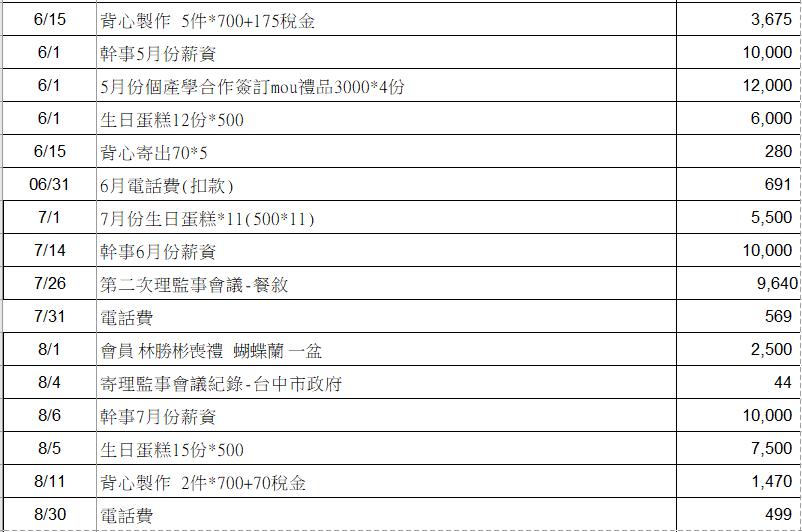 6/15 背心製作 5件*700+175稅金 3,675
6/1 幹事5月份薪資 10,000
6/1 5月份個產學合作簽訂mou禮品3000*4份 12,000
6/1 生日蛋糕12份*500 6,000
6/15 背心寄出70*5 280
06/31 6月電話費(扣款) 691
7/1 7月份生日蛋糕*11(500*11) 5,500
7/14 幹事6月份薪資 10,000
7/26 第二次理監事會議-餐敘 9,640
7/31 電話費 569
8/1 會員 林勝彬喪禮 蝴蝶蘭 一盆 2,500
8/4 寄理監事會議紀錄-台中市政府 44
8/6 幹事7月份薪資 10,000
8/5 生日蛋糕15份*500 7,500
8/11 背心製作 2件*700+70稅金 1,470
8/30 電話費 499